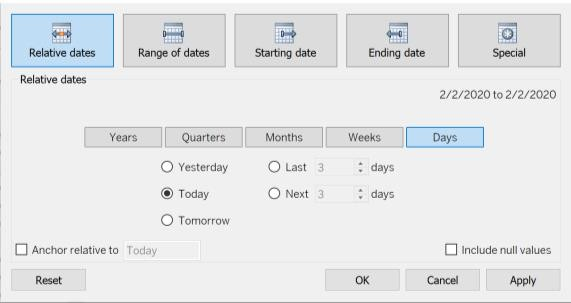 Relative dates Range of dates Starting date Ending date Special
Relative dates
2/2/2020 to 2/2/2020
Years Quarters Months Weeks Days
Yesterday Last 3 days
Today Next 3 days
Tomorrow
Anchor relative to Today Include null values
Reset OK Cancel Apply